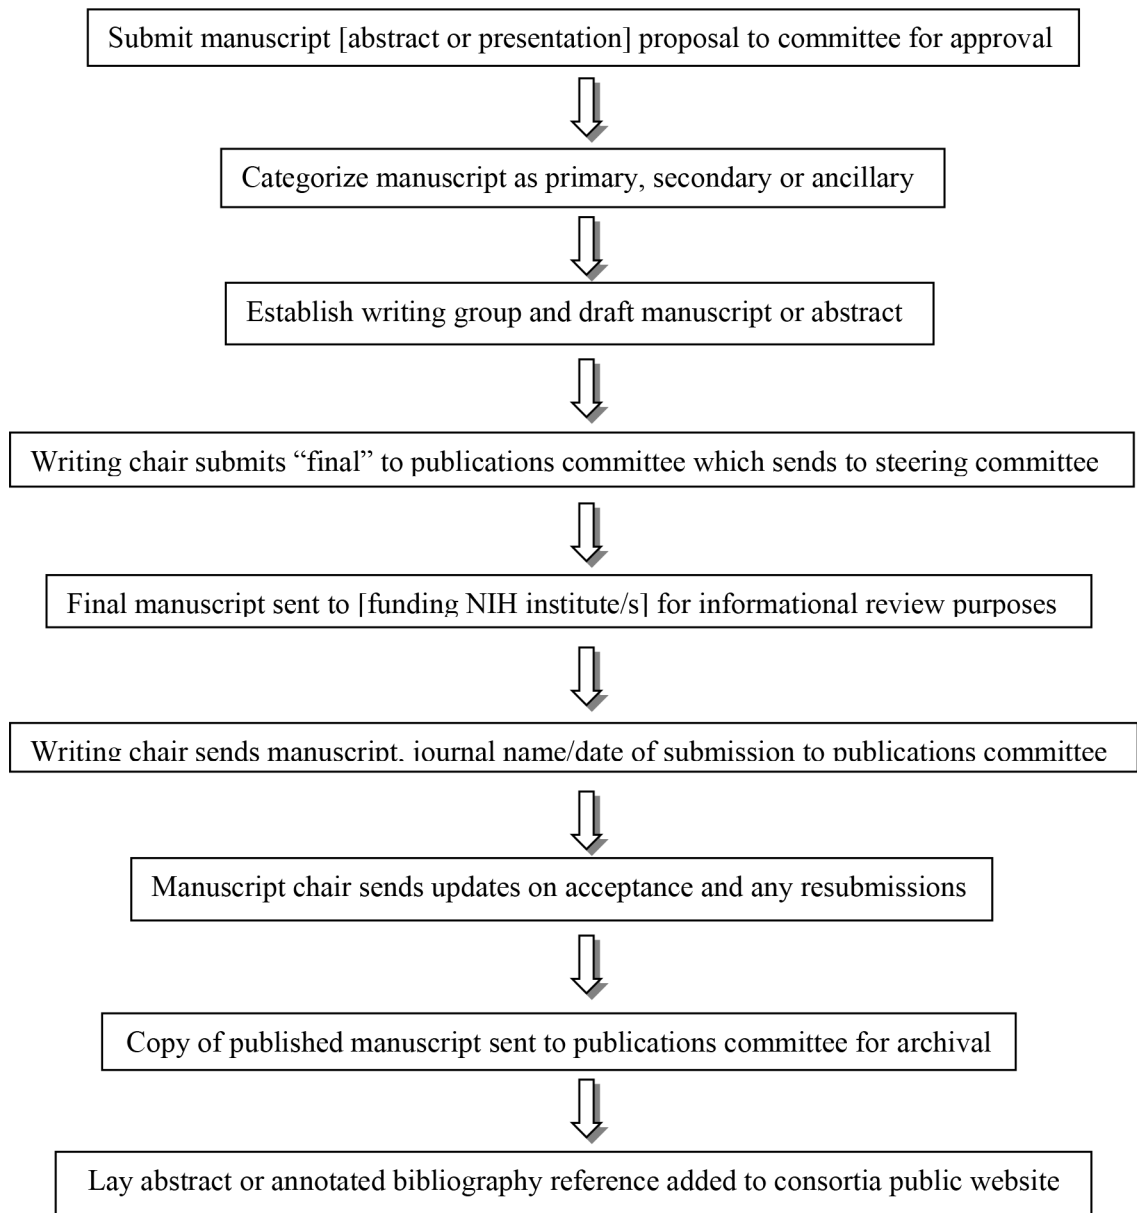 Submit manuscript [abstract or presentation] proposal to committee for approval
Categorize manuscript as primary, secondary or ancillary
Establish writing group and draft manuscript or abstract
Writing chair submits “final” to publications committee which sends to steering committee
Final manuscript sent to [funding NIH institute/s] for informational review purposes
Writing chair sends manuscript, journal name/date of submission to publications committee
Manuscript chair sends updates on acceptance and any resubmissions
Copy of published manuscript sent to publications committee for archival
Lay abstract or annotated bibliography reference added to consortia public website